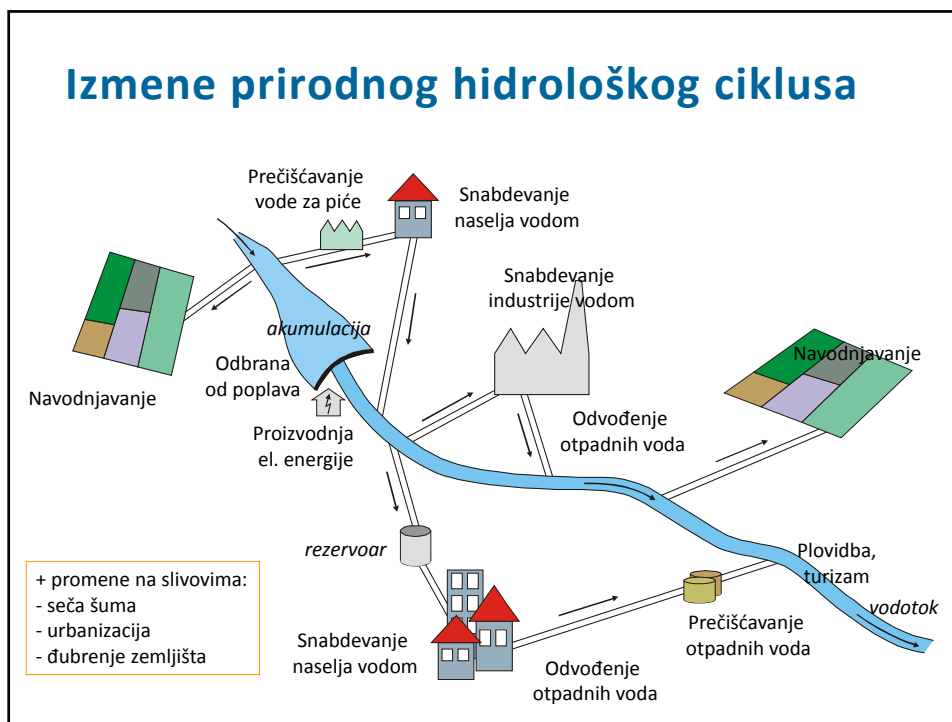 Izmene prirodnog hidrološkog ciklusa
Prečišćavanje
vode za piće
Snabdevanje
naselja vodom
Snabdevanje
industrije vodom
akumulacija
Navodnjavanje
Odbrana
od poplava
Navodnjavanje
Proizvodnja
el. energije
Odvođenje
otpadnih voda
rezervoar
Plovidba,
turizam
vodotok
+ promene na slivovima:
- seča šuma
- urbanizacija
- đubrenje zemljišta
Snabdevanje
naselja vodom
Odvođenje
otpadnih voda
Prečišćavanje
otpadnih voda